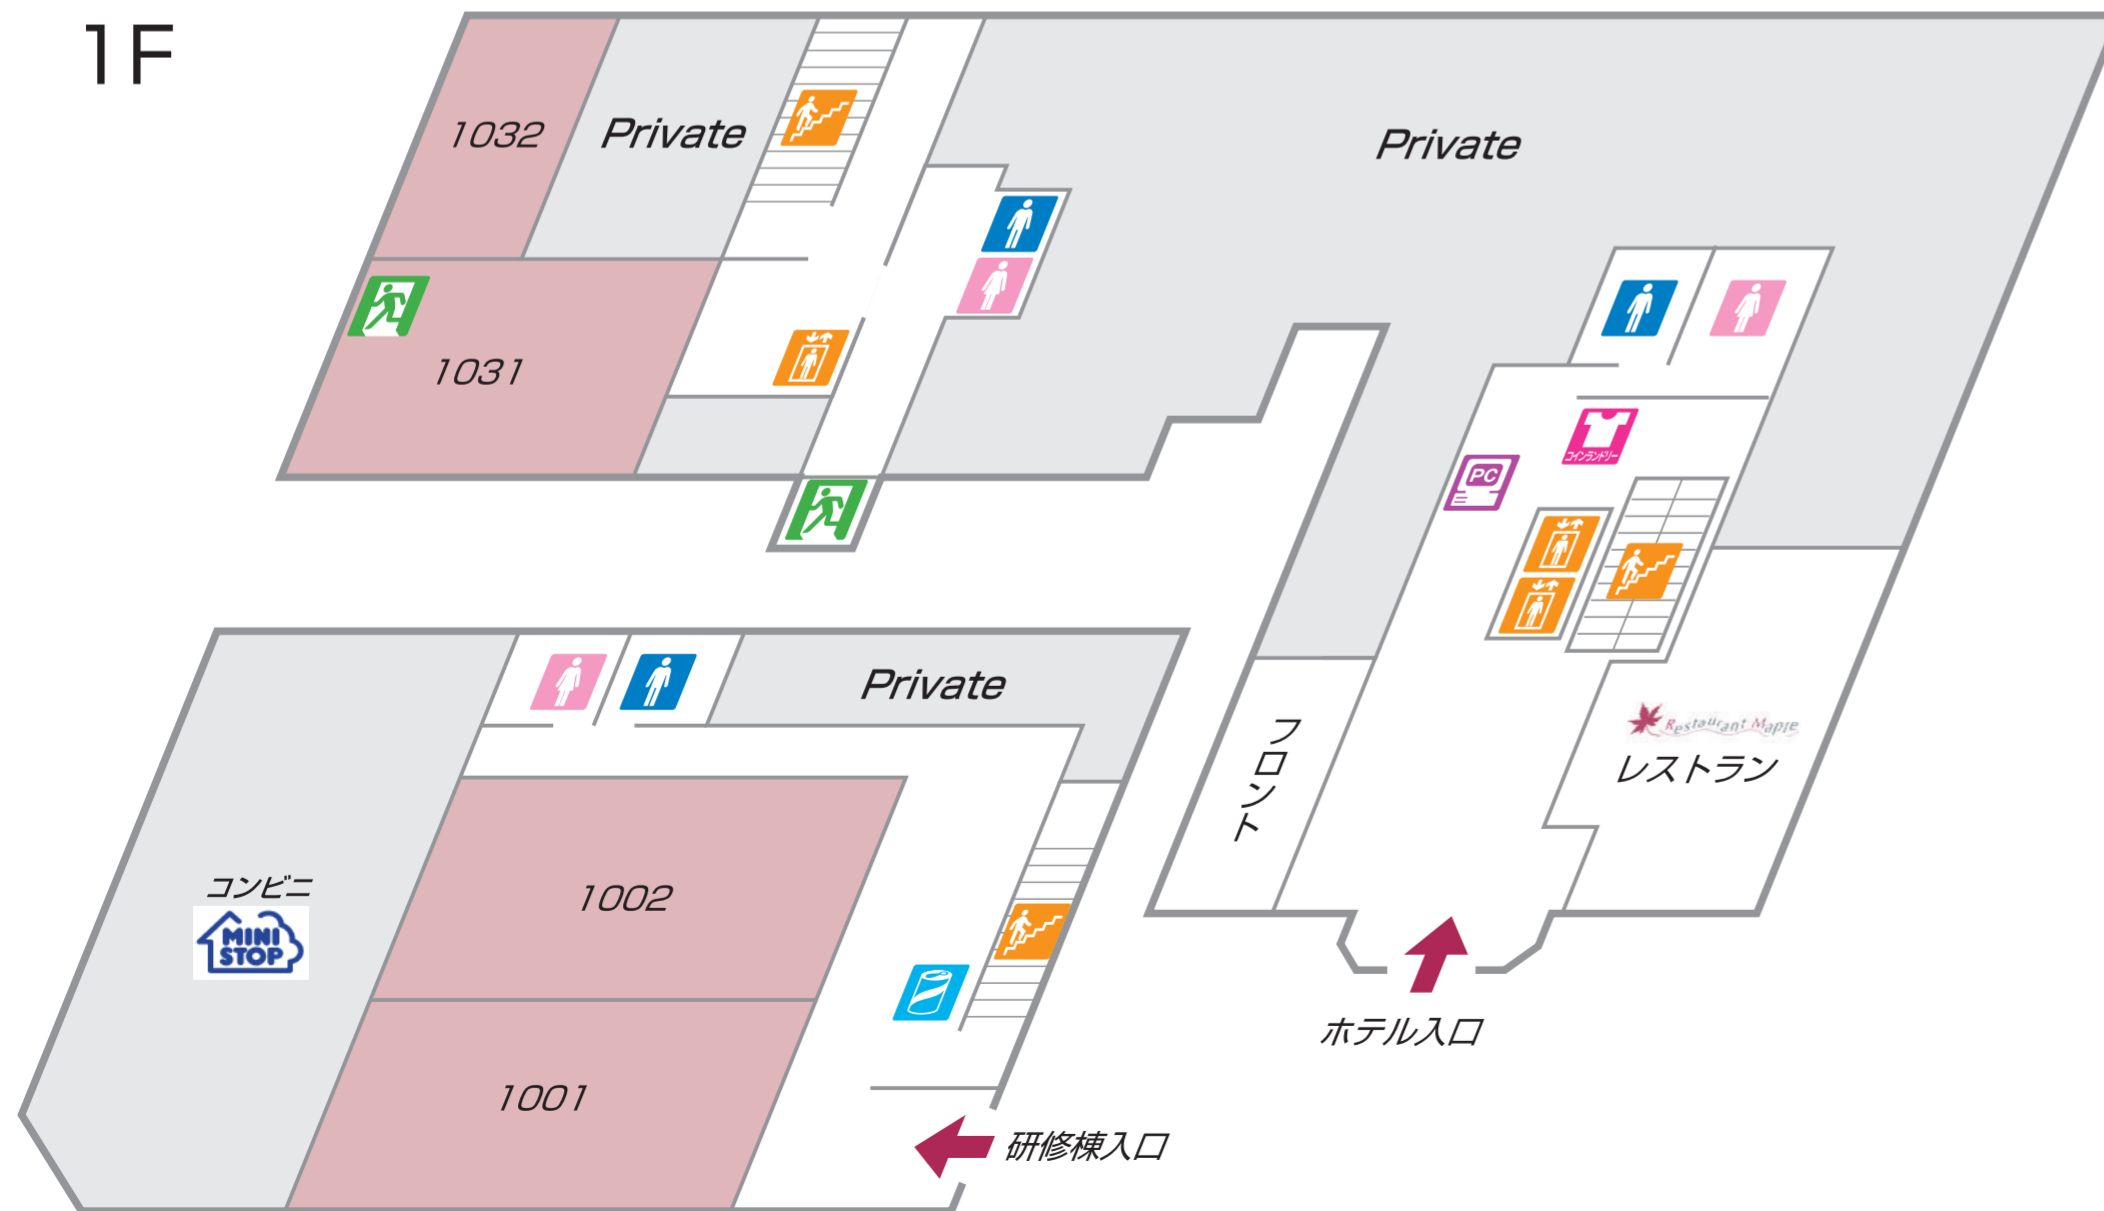 1F
1032
Private
Private
1031
コインランドリー
PC
Private
フロント
Restaurant Maple
レストラン
コンビニ
MINI
STOP
1002
1001
ホテル入口
研修棟入口